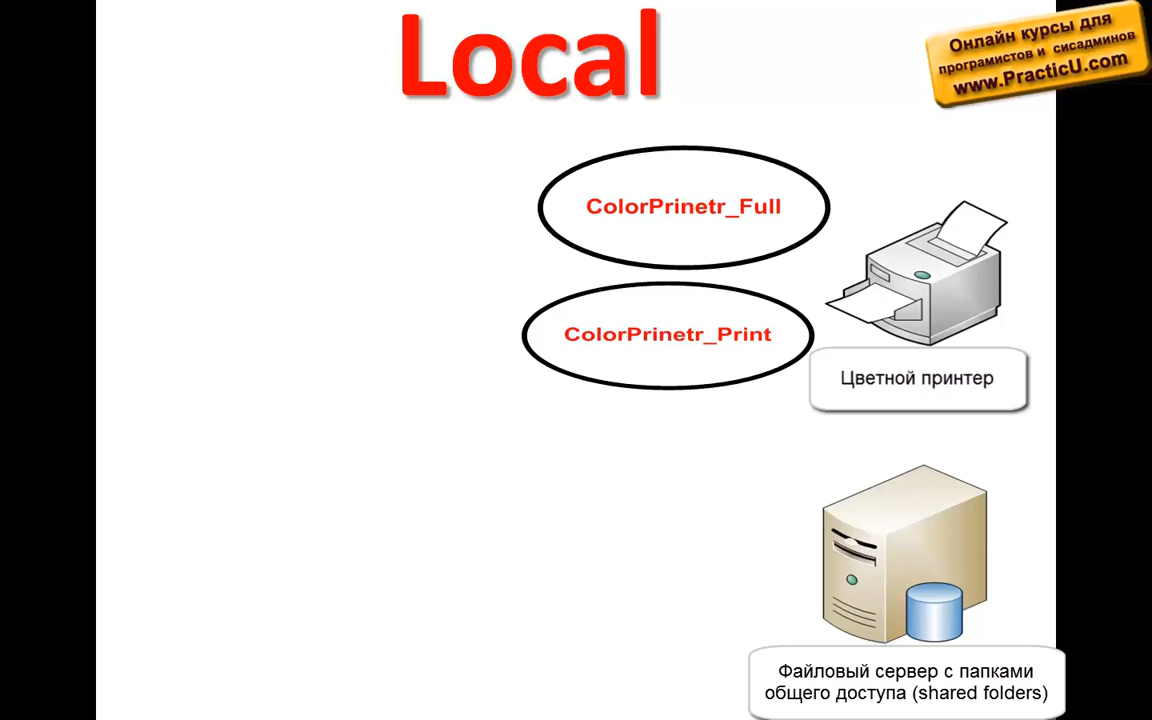 Local
Онлайн курсы для
програмистов и сисадминов
www.PracticU.com
ColorPrinetr_Full
ColorPrinetr_Print
Цветной принтер
Файловый сервер с папками
общего доступа (shared folders)